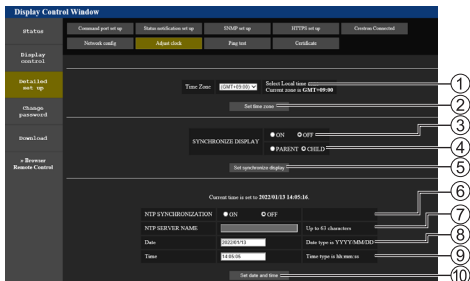 Display Control Window
Status
Display control
Detailed set up
Change password
Download
e Browser Remote Control
Command port set up
Status notification set up
SNMP set up
HTTPS set up
Crestron Connected
Network config
Adjust clock
Ping test
Certificate
Time Zone
(GMT+09:00)
Select Local time
Current zone is GMT+09:00
Set time zone
SYNCHRONIZE DISPLAY
ON OFF
PARENT CHILD
Set synchronize display
Current time is set to 2022/01/13 14:05:16.
NTP SYNCHRONIZATION ON OFF
NTP SERVER NAME Up to 63 characters
Date 2022/01/13 Date type is YYYY/MM/DD
Time 14:05:05 Time type is hh:mm:ss
Set date and time
1
2
3
4
5
6
7
8
9
10